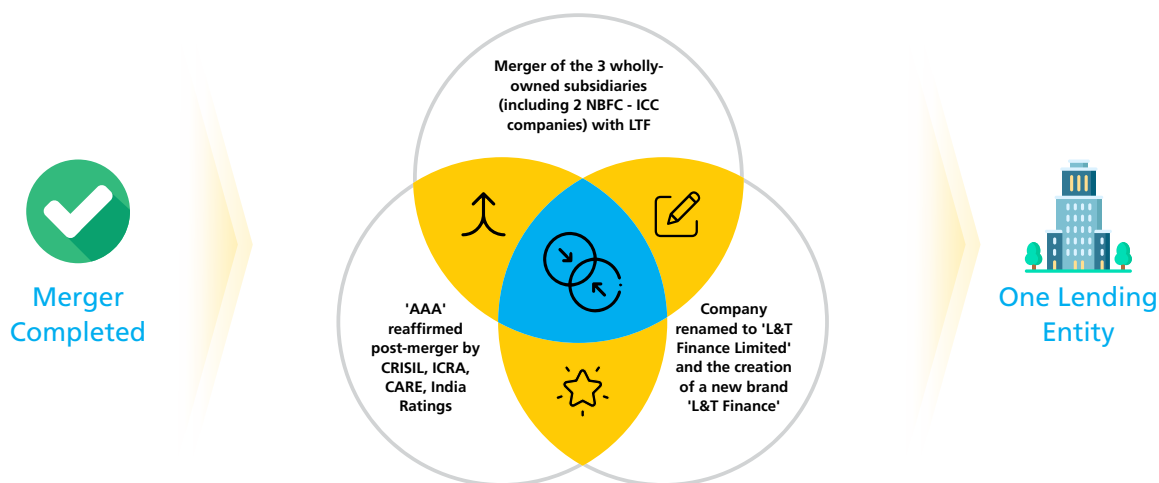 Merger of the 3 wholly-
owned subsidiaries
(including 2 NBFC - ICC
companies) with LTF
Merger
Completed
'AAA'
reaffirmed
post-merger by
CRISIL, ICRA,
CARE, India
Ratings
Company
renamed to 'L&T
Finance Limited'
and the creation
of a new brand
'L&T Finance'
One Lending
Entity